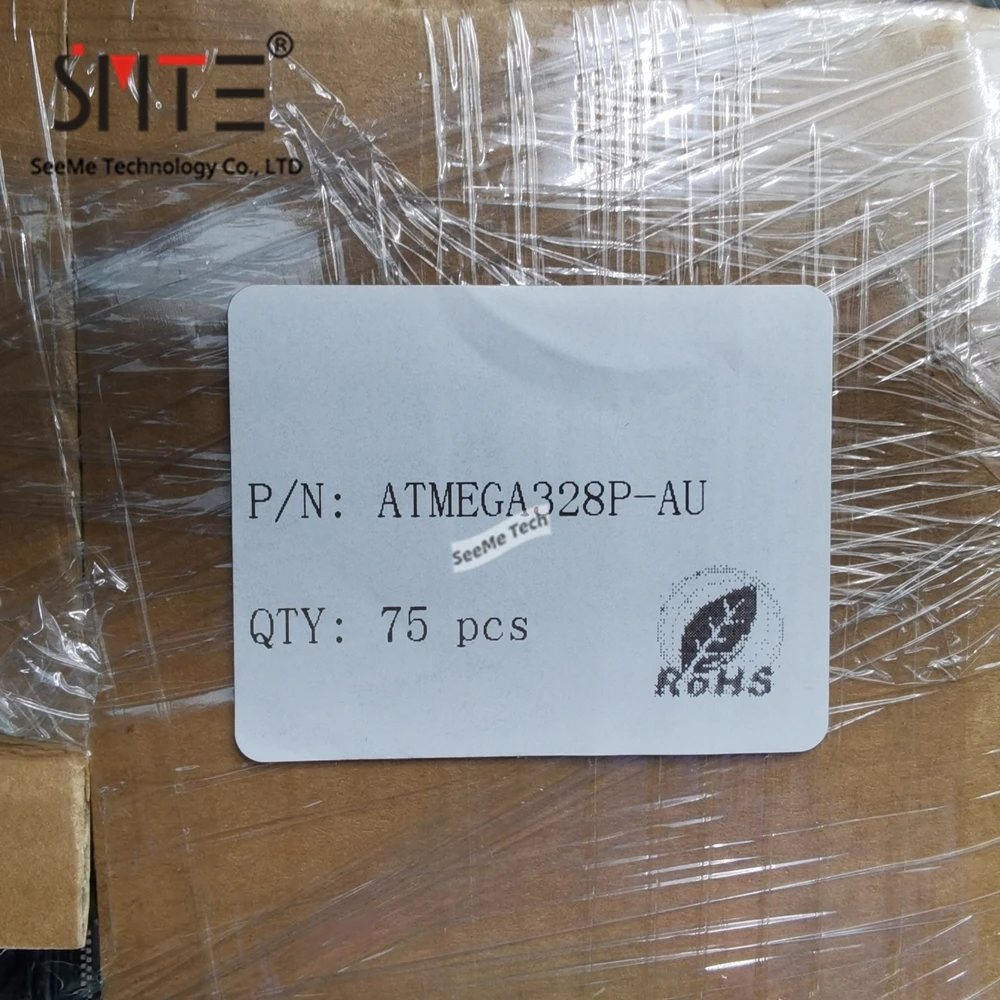 SMTE®
SeeMe Technology Co., LTD
P/N: ATMEGA328P-AU
SeeMe Tech
QTY: 75 pcs
RoHS